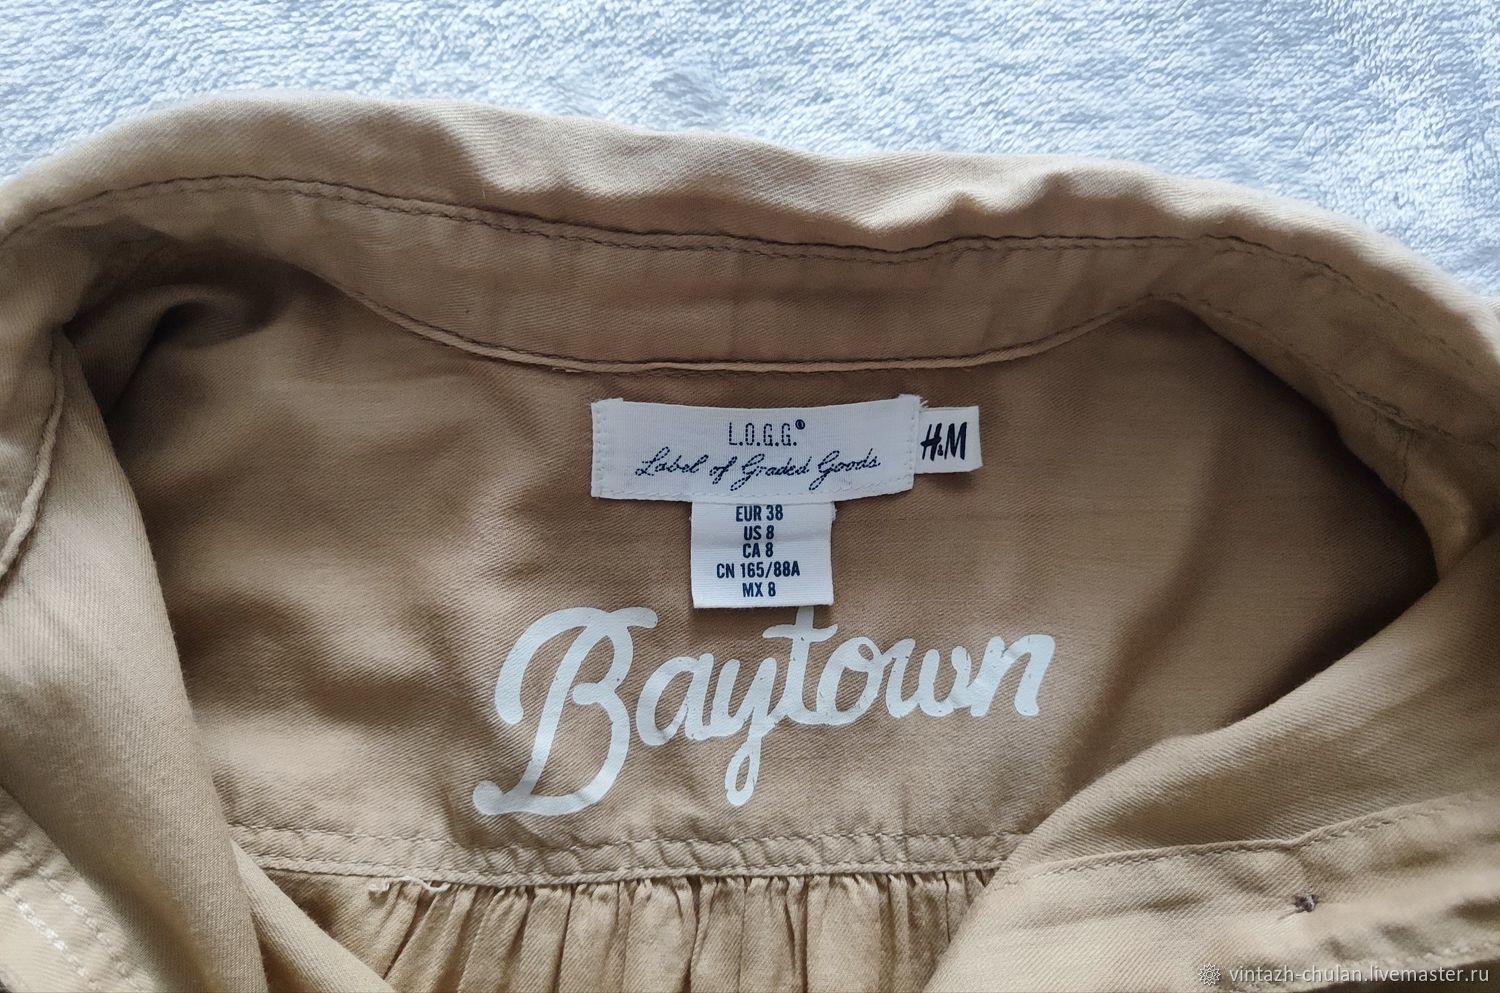 L.O.G.G.®
Label of Graded Goods
H&M
EUR 38
US 8
CA 8
CN 165/88A
MX 8
Baytown
vintazh-chulan.livemaster.ru